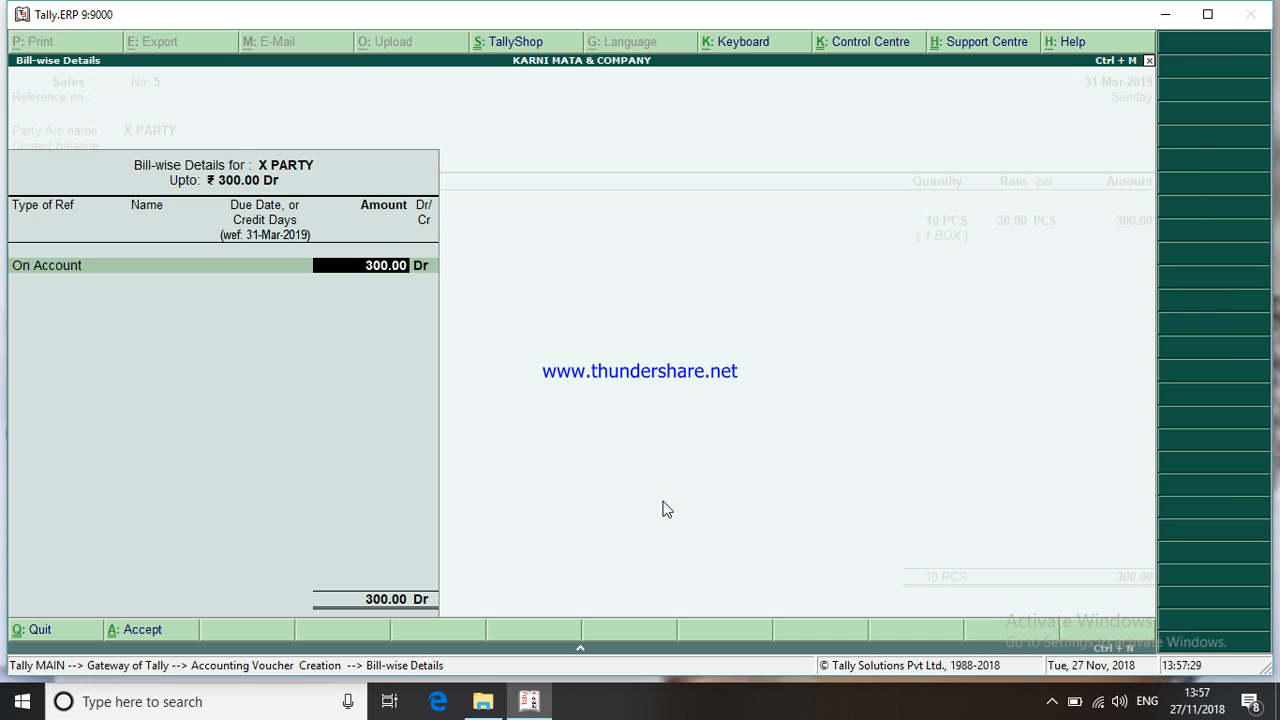 Tally.ERP 9:9000
P: Print E: Export M: E-Mail O: Upload S: TallyShop G: Language K: Keyboard K: Control Centre H: Support Centre H: Help
Bill-wise Details KARNI MATA & COMPANY Ctrl + M
Sales No. 5 31-Mar-2019
Reference no.: Sunday
Party A/c name : X PARTY
Current balance
Bill-wise Details for : X PARTY
Upto: ₹ 300.00 Dr
Quantity Rate per Amount
Type of Ref Name Due Date, or Amount Dr/
Credit Days Cr
(wef: 31-Mar-2019)
10 PCS 30.00 PCS 300.00
( 1 BOX )
On Account 300.00 Dr
www.thundershare.net
10 PCS 300.00
300.00 Dr
Activate Windows
Q: Quit A: Accept
Go to Settings to activate Windows.
Ctrl + N
Tally MAIN --> Gateway of Tally --> Accounting Voucher Creation --> Bill-wise Details © Tally Solutions Pvt Ltd., 1988-2018 Tue, 27 Nov, 2018 13:57:29
Type here to search ENG 13:57
27/11/2018 8